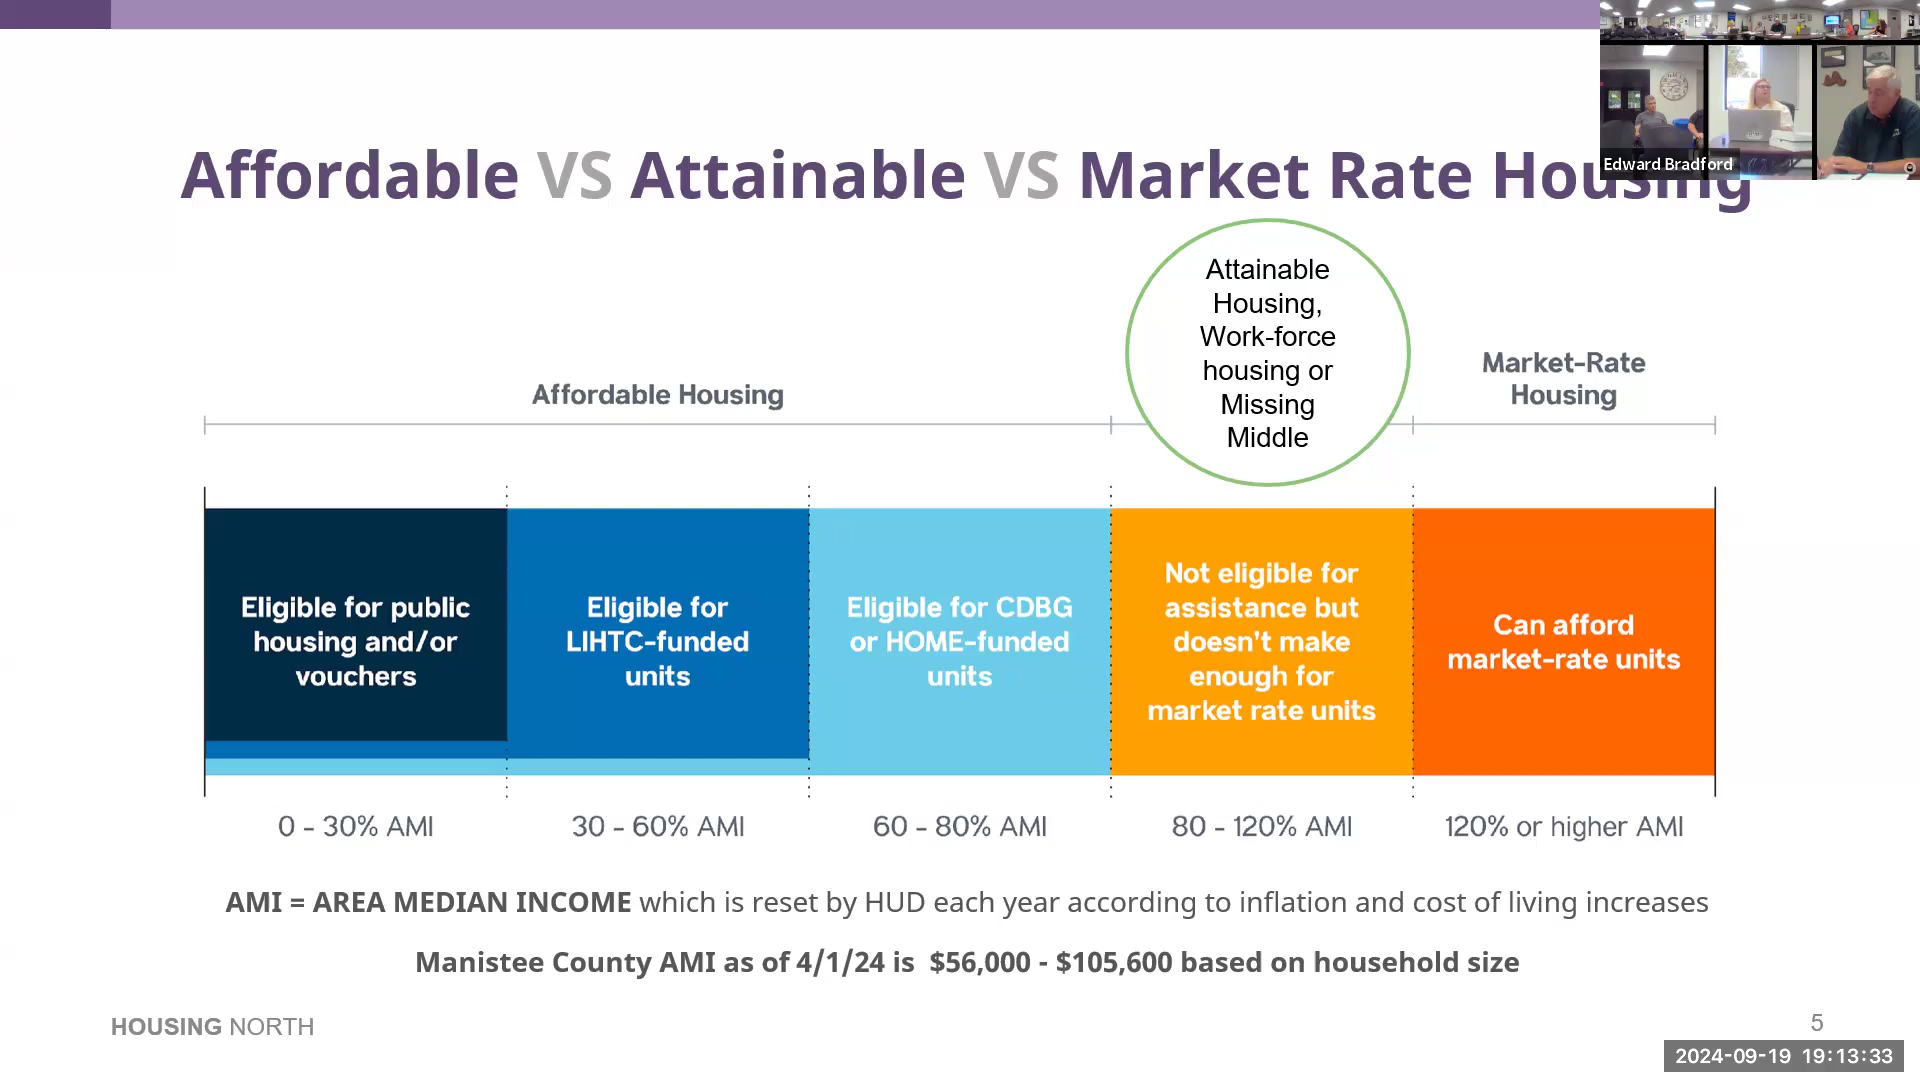 Edward Bradford
Affordable VS Attainable VS Market Rate Housing
Attainable
Housing,
Work-force
housing or
Missing
Middle
Affordable Housing
Market-Rate
Housing
Eligible for public
housing and/or
vouchers
Eligible for
LIHTC-funded
units
Eligible for CDBG
or HOME-funded
units
Not eligible for
assistance but
doesn't make
enough for
market rate units
Can afford
market-rate units
0 - 30% AMI
30 - 60% AMI
60 - 80% AMI
80 - 120% AMI
120% or higher AMI
AMI = AREA MEDIAN INCOME which is reset by HUD each year according to inflation and cost of living increases
Manistee County AMI as of 4/1/24 is $56,000 - $105,600 based on household size
HOUSING NORTH
5
2024-09-19 19:13:33